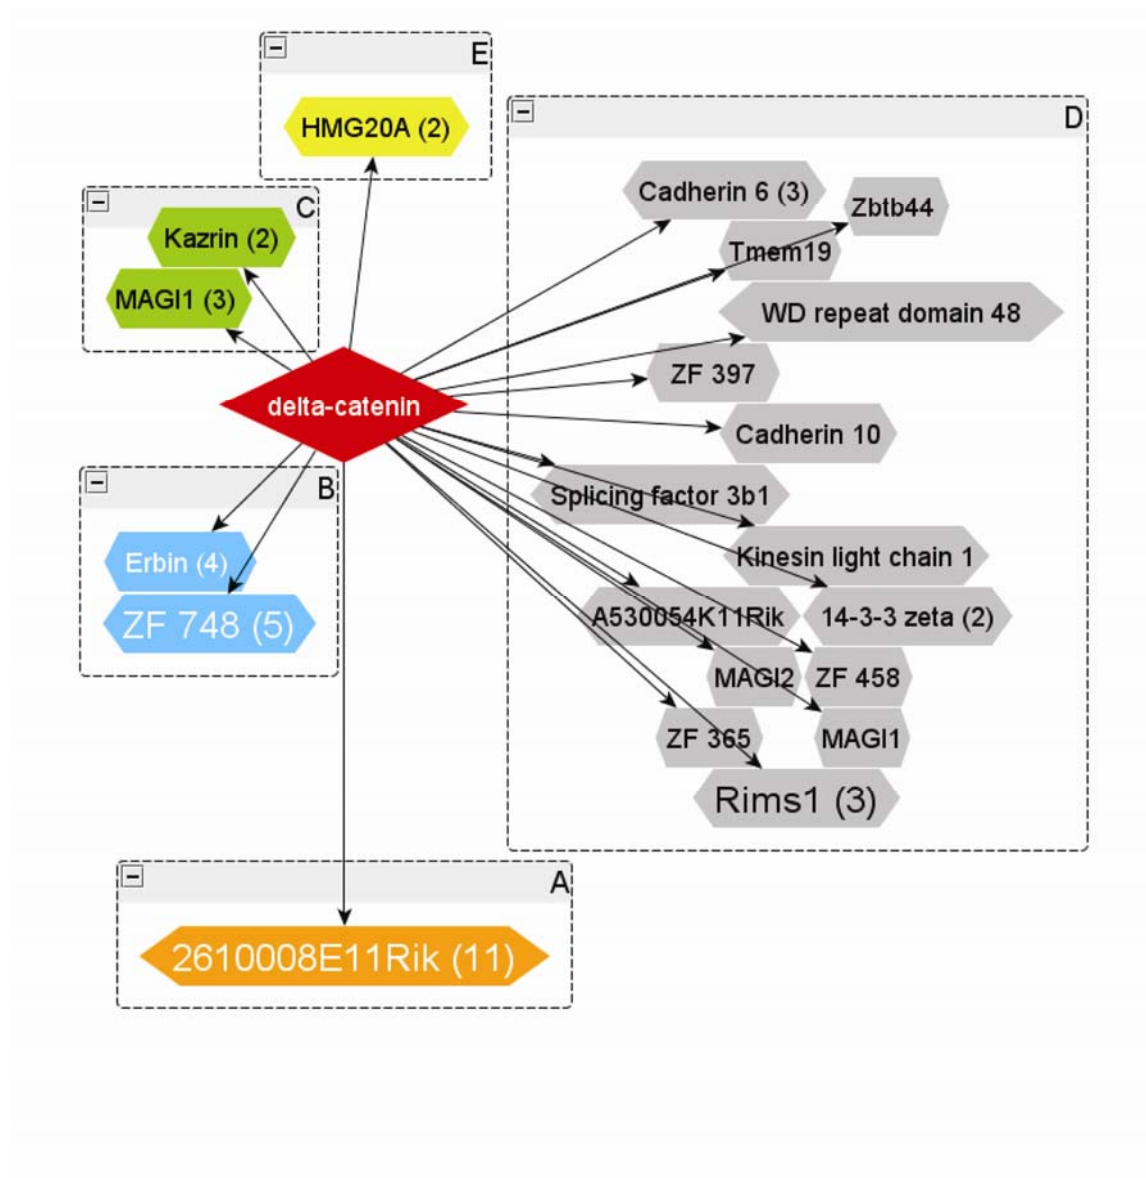 E
HMG20A (2)
D
C
Kazrin (2)
MAGI1 (3)
Cadherin 6 (3)
Zbtb44
Tmem19
WD repeat domain 48
ZF 397
delta-catenin
Cadherin 10
B
Splicing factor 3b1
Erbin (4)
Kinesin light chain 1
ZF 748 (5)
A530054K11Rik
14-3-3 zeta (2)
MAGI2
ZF 458
ZF 365
MAGI1
Rims1 (3)
A
2610008E11Rik (11)